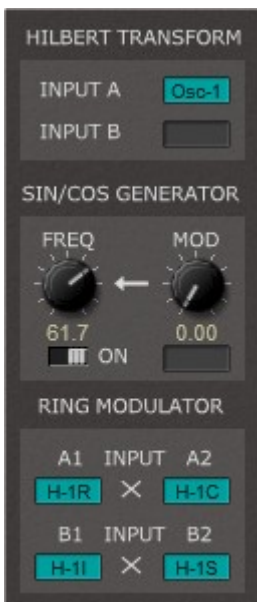 HILBERT TRANSFORM
INPUT A Osc-1
INPUT B
SIN/COS GENERATOR
FREQ MOD
61.7 0.00
ON
RING MODULATOR
A1 INPUT A2
H-1R × H-1C
B1 INPUT B2
H-1I × H-1S